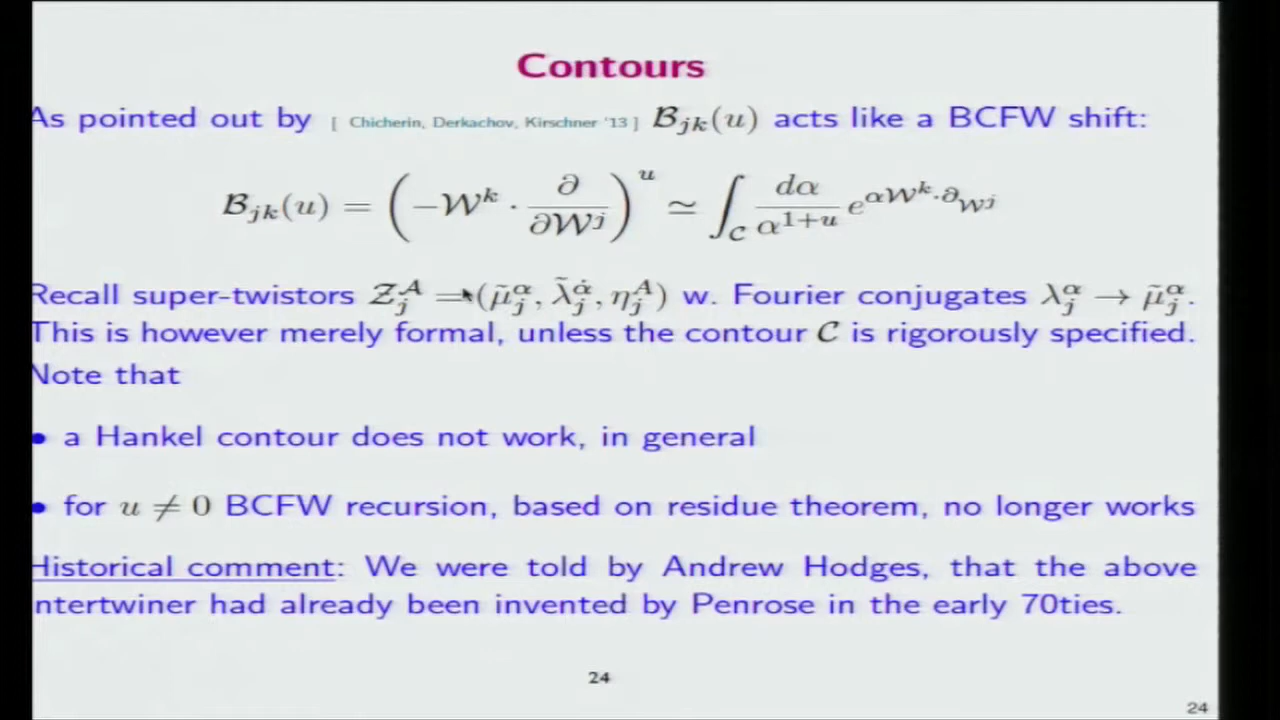 Contours
As pointed out by [ Chicherin, Derkachov, Kirschner '13 ] 𝓑_{jk}(u) acts like a BCFW shift:
𝓑_{jk}(u) = (−𝓦^k · ∂/∂𝓦^j)^u ≃ ∫_𝓒 dα/α^{1+u} e^{α𝓦^k·∂_{𝓦^j}}
Recall super-twistors 𝓩_j^𝓐 = (μ̃_j^α, λ̃_j^α̇, η_j^A) w. Fourier conjugates λ_j^α → μ̃_j^α.
This is however merely formal, unless the contour 𝓒 is rigorously specified.
Note that
• a Hankel contour does not work, in general
• for u ≠ 0 BCFW recursion, based on residue theorem, no longer works
Historical comment: We were told by Andrew Hodges, that the above
ntertwiner had already been invented by Penrose in the early 70ties.
24
24